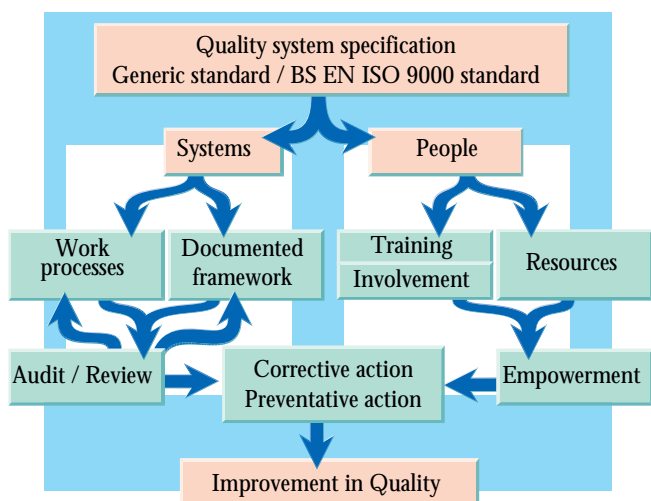 Quality system specification
Generic standard / BS EN ISO 9000 standard
Systems
People
Work
processes
Documented
framework
Training
Involvement
Resources
Audit / Review
Corrective action
Preventative action
Empowerment
Improvement in Quality